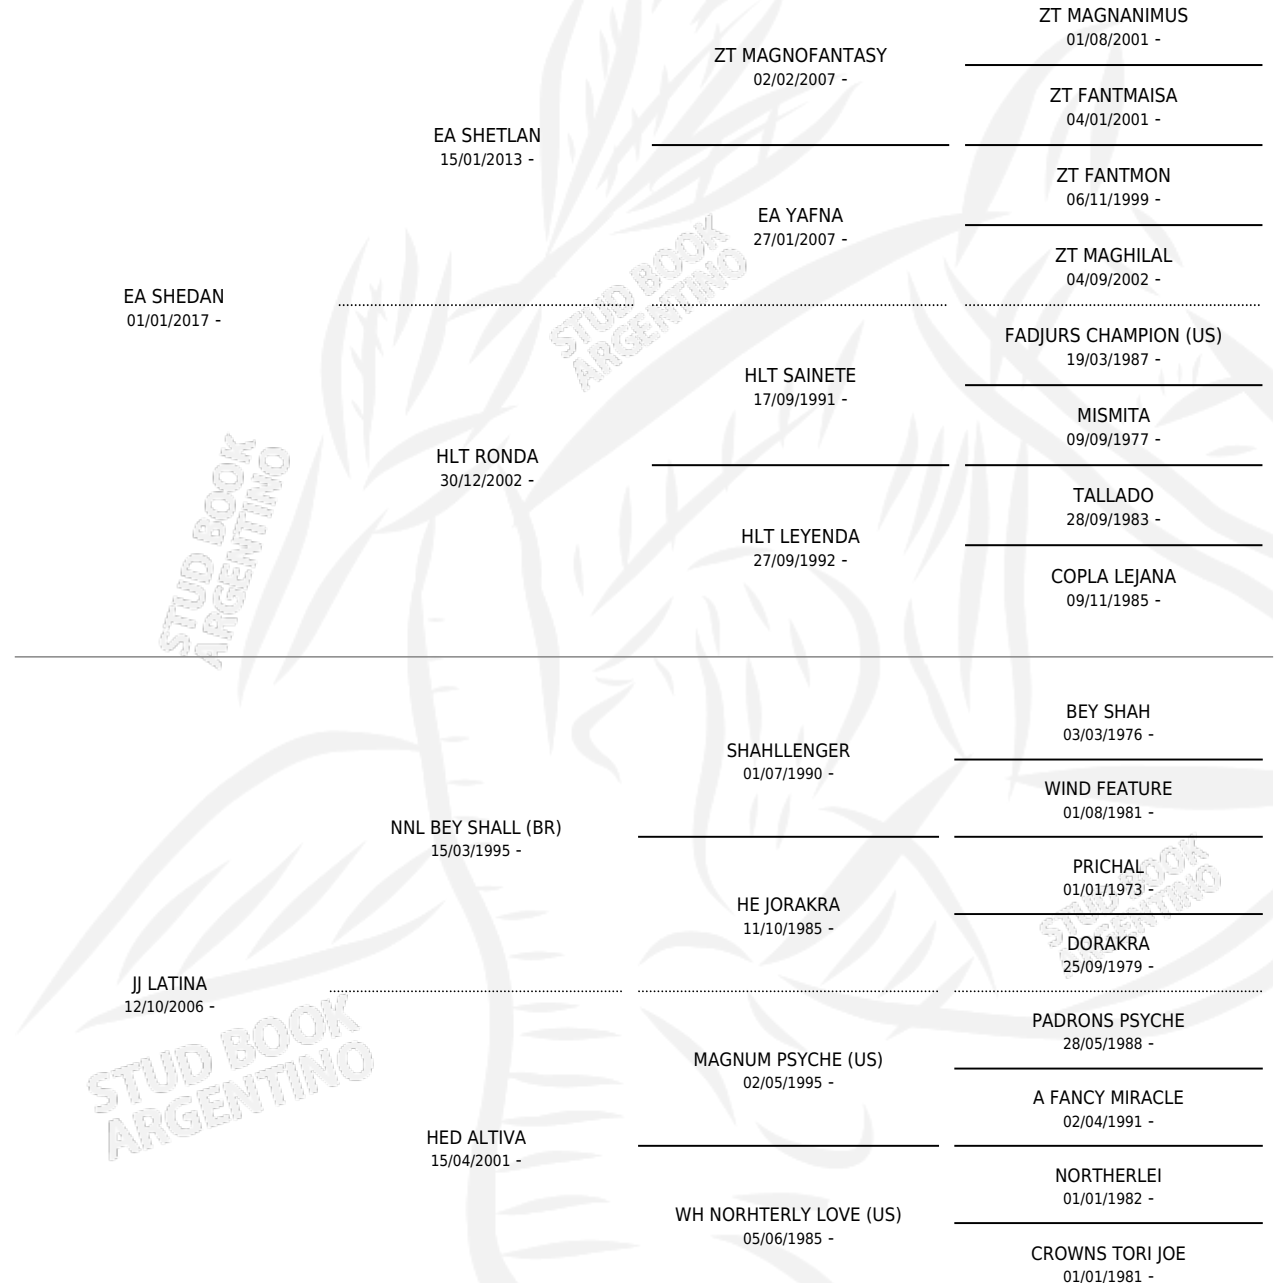 ZT MAGNANIMUS
01/08/2001 -
ZT MAGNOFANTASY
02/02/2007 -
ZT FANTMAISA
04/01/2001 -
EA SHETLAN
15/01/2013 -
ZT FANTMON
06/11/1999 -
EA YAFNA
27/01/2007 -
ZT MAGHILAL
04/09/2002 -
EA SHEDAN
01/01/2017 -
STUD BOOK
ARGENTINO
FADJURS CHAMPION (US)
19/03/1987 -
HLT SAINETE
17/09/1991 -
MISMITA
09/09/1977 -
HLT RONDA
30/12/2002 -
TALLADO
28/09/1983 -
HLT LEYENDA
27/09/1992 -
COPLA LEJANA
09/11/1985 -
STUD BOOK
ARGENTINO
BEY SHAH
03/03/1976 -
SHAHLLENGER
01/07/1990 -
WIND FEATURE
01/08/1981 -
NNL BEY SHALL (BR)
15/03/1995 -
PRICHAL
01/01/1973 -
HE JORAKRA
11/10/1985 -
DORAKRA
25/09/1979 -
STUD BOOK
ARGENTINO
JJ LATINA
12/10/2006 -
PADRONS PSYCHE
28/05/1988 -
MAGNUM PSYCHE (US)
02/05/1995 -
A FANCY MIRACLE
02/04/1991 -
STUD BOOK
ARGENTINO
HED ALTIVA
15/04/2001 -
NORTHERLEI
01/01/1982 -
WH NORHTERLY LOVE (US)
05/06/1985 -
CROWNS TORI JOE
01/01/1981 -